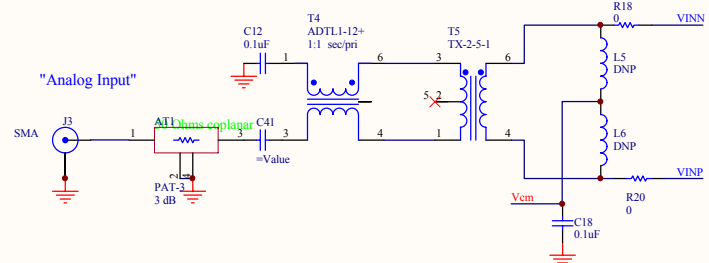 R18
0
VINN
T4
ADTL1-12+
1:1 sec/pri
C12
0.1uF
1
6
T5
TX-2-5-1
3
6
L5
DNP
"Analog Input"
5
2
J3
SMA
1
AT1
50 Ohms coplanar
3
C41
=Value
3
4
1
4
L6
DNP
2
4
PAT-3
3 dB
VINP
R20
0
Vcm
C18
0.1uF